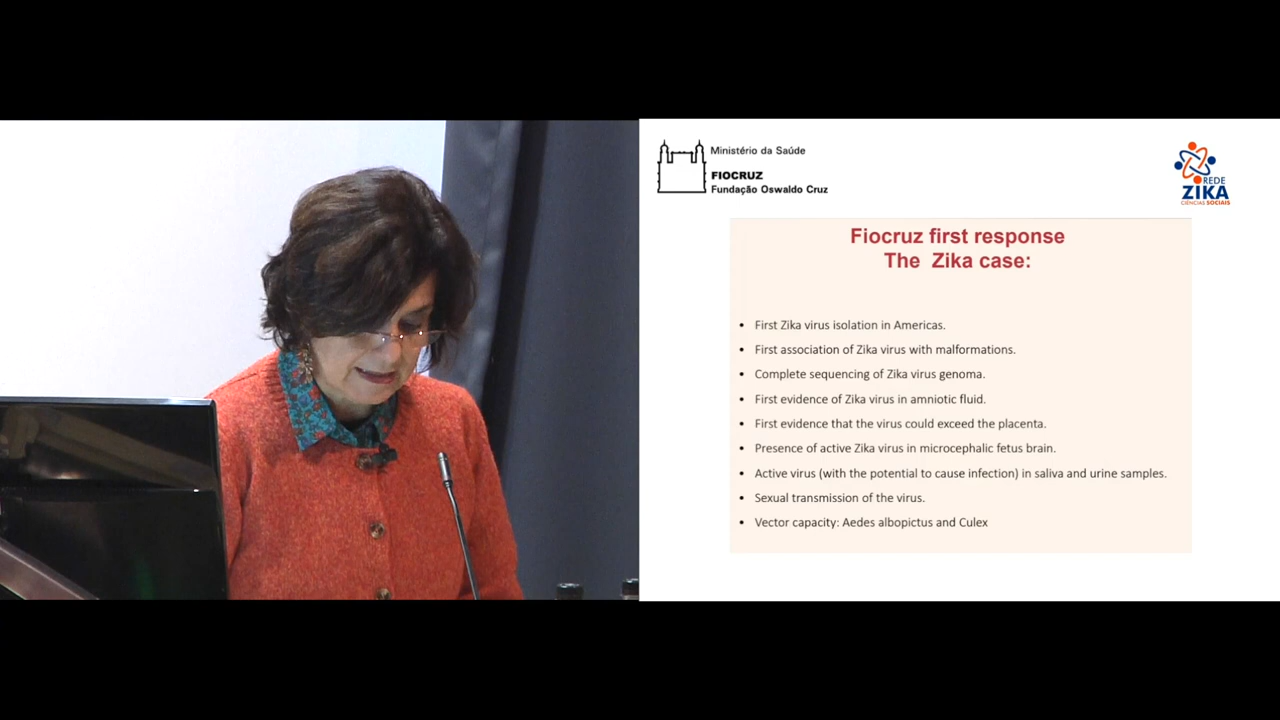 Ministério da Saúde
FIOCRUZ
Fundação Oswaldo Cruz
REDE
ZIKA
CIÊNCIAS SOCIAIS
Fiocruz first response
The Zika case:
• First Zika virus isolation in Americas.
• First association of Zika virus with malformations.
• Complete sequencing of Zika virus genoma.
• First evidence of Zika virus in amniotic fluid.
• First evidence that the virus could exceed the placenta.
• Presence of active Zika virus in microcephalic fetus brain.
• Active virus (with the potential to cause infection) in saliva and urine samples.
• Sexual transmission of the virus.
• Vector capacity: Aedes albopictus and Culex